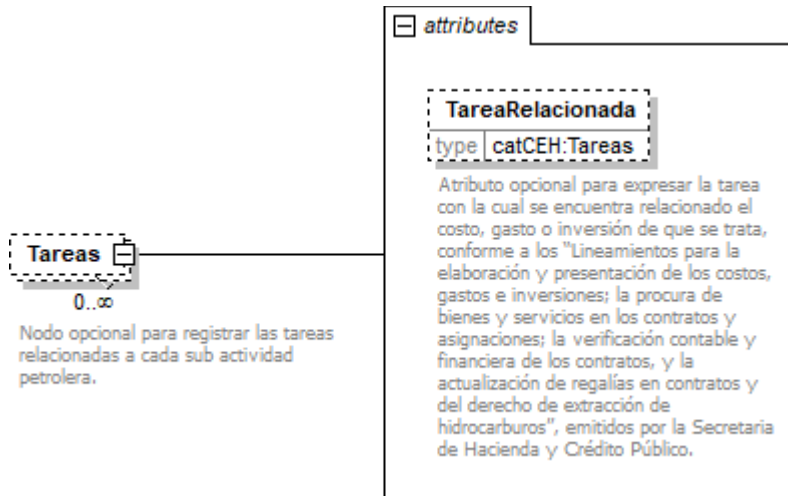 attributes
TareaRelacionada
type catCEH:Tareas
Atributo opcional para expresar la tarea
con la cual se encuentra relacionado el
costo, gasto o inversión de que se trata,
conforme a los "Lineamientos para la
elaboración y presentación de los costos,
gastos e inversiones; la procura de
bienes y servicios en los contratos y
asignaciones; la verificación contable y
financiera de los contratos, y la
actualización de regalías en contratos y
del derecho de extracción de
hidrocarburos", emitidos por la Secretaria
de Hacienda y Crédito Público.
Tareas
0..∞
Nodo opcional para registrar las tareas
relacionadas a cada sub actividad
petrolera.